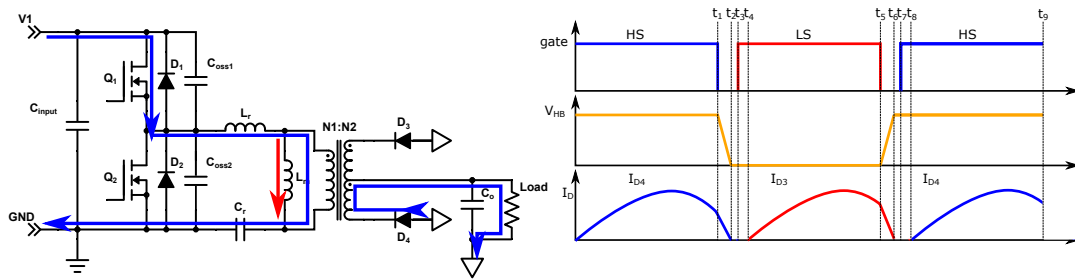 V1
Q1
D1
Coss1
Cinput
Lr
N1:N2
D3
Q2
D2
Coss2
Lm
Load
Co
GND
Cr
D4
t1 t2 t3 t4 t5 t6 t7 t8 t9
gate
HS LS HS
VHB
ID
ID4 ID3 ID4